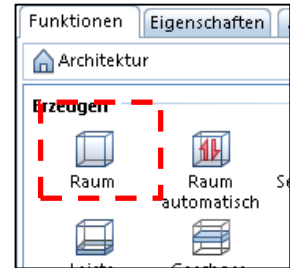 Funktionen Eigenschaften
Architektur
Erzeugen
Raum Raum
automatisch